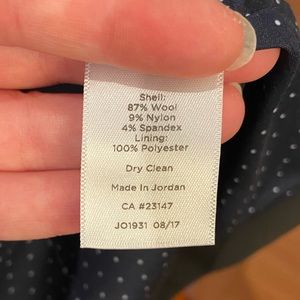 Shell:
87% Wool
9% Nylon
4% Spandex
Lining:
100% Polyester
Dry Clean
Made In Jordan
CA #23147
JO1931 08/17